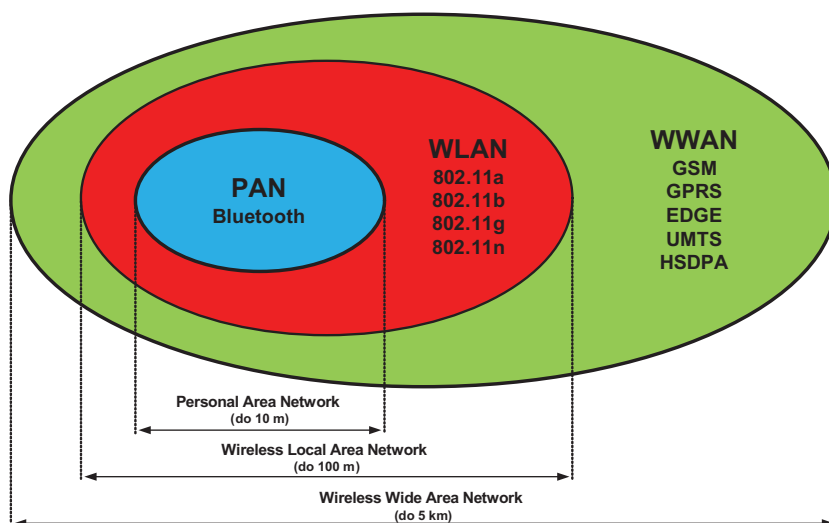 PAN
Bluetooth
WLAN
802.11a
802.11b
802.11g
802.11n
WWAN
GSM
GPRS
EDGE
UMTS
HSDPA
Personal Area Network
(do 10 m)
Wireless Local Area Network
(do 100 m)
Wireless Wide Area Network
(do 5 km)